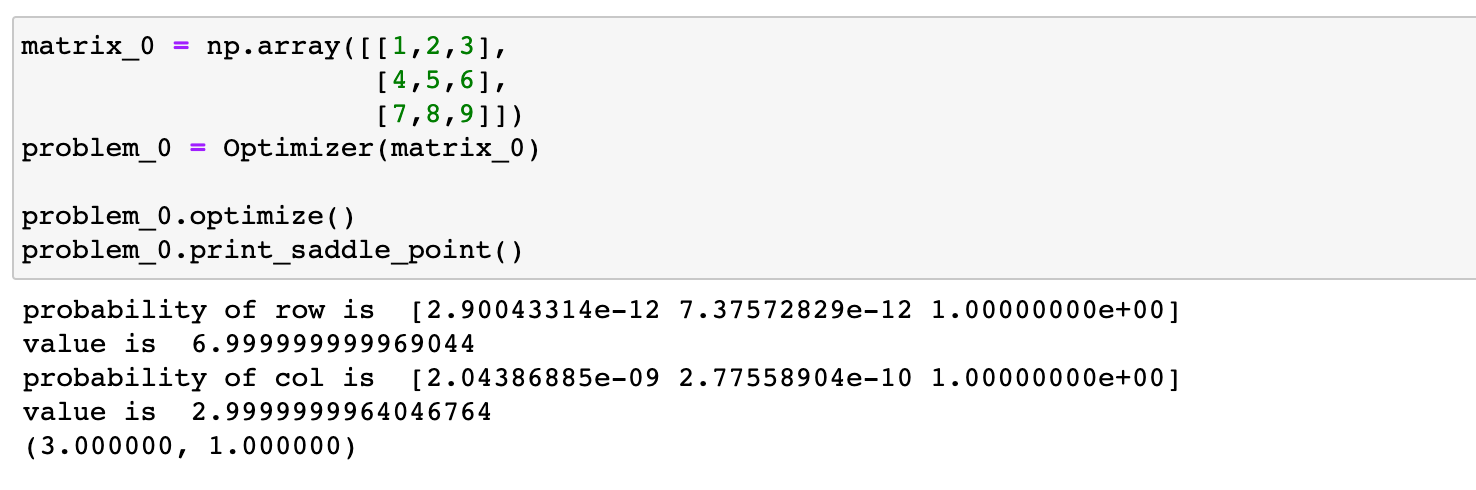 matrix_0 = np.array([[1,2,3],
[4,5,6],
[7,8,9]])
problem_0 = Optimizer(matrix_0)
problem_0.optimize()
problem_0.print_saddle_point()
probability of row is  [2.90043314e-12 7.37572829e-12 1.00000000e+00]
value is  6.999999999969044
probability of col is  [2.04386885e-09 2.77558904e-10 1.00000000e+00]
value is  2.9999999964046764
(3.000000, 1.000000)